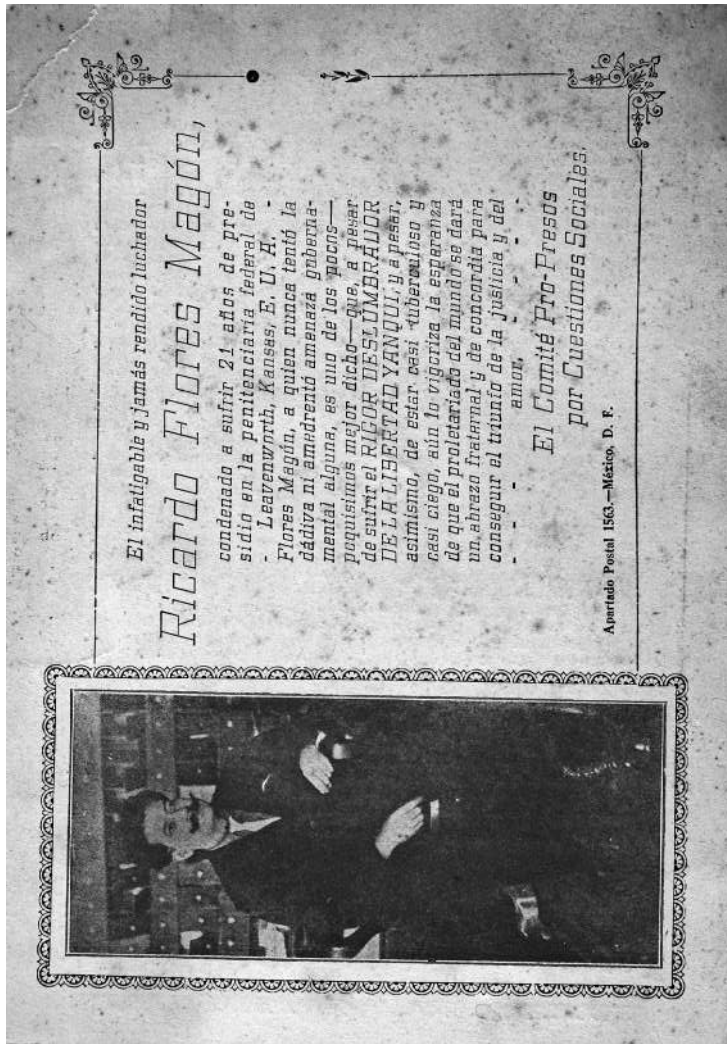 El infatigable y jamás rendido luchador
Ricardo Flores Magón,
condenado a sufrir 21 años de pre-
sidio en la penitenciaría federal de
- Leavenworth, Kansas, E. U. A. -
Flores Magón, a quien nunca tentó la
dádiva ni amedrentó amenaza guberna-
mental alguna, es uno de los pocos—
poquísimos mejor dicho—que, a pesar
de sufrir el RIGOR DESLUMBRADOR
DE LA LIBERTAD YANQUI, y apesar,
asimismo, de estar casi tuberculoso y
casi ciego, aún lo vigoriza la esperanza
de que el proletariado del mundo se dará
un abrazo fraternal y de concordia para
conseguir el triunfo de la justicia y del
- - - - amor. - - - - -
El Comité Pro-Presos
por Cuestiones Sociales.
Apartado Postal 1563.—México, D. F.